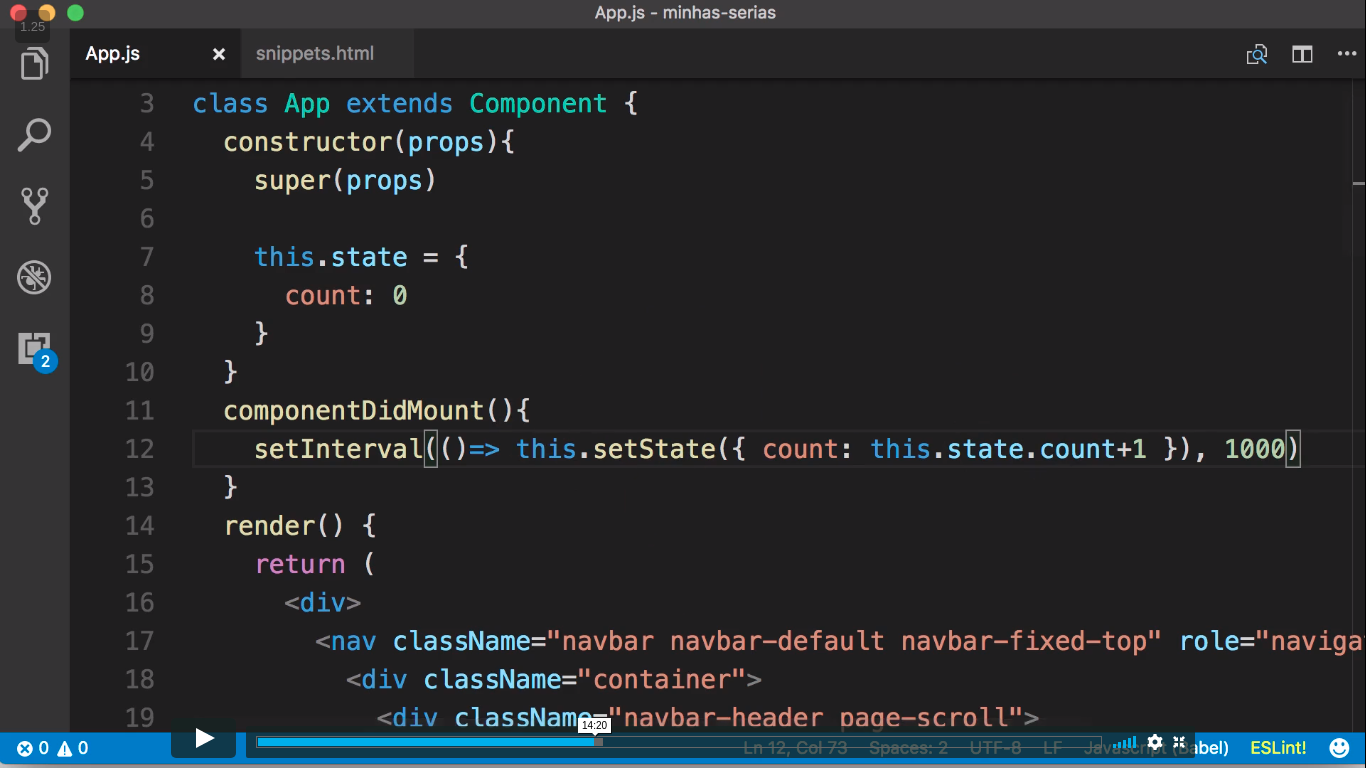 App.js - minhas-serias
1.25
App.js × snippets.html
3 class App extends Component {
4 constructor(props){
5 super(props)
6
7 this.state = {
8 count: 0
9 }
10 }
11 componentDidMount(){
12 setInterval(()=> this.setState({ count: this.state.count+1 }), 1000)
13 }
14 render() {
15 return (
16 <div>
17 <nav className="navbar navbar-default navbar-fixed-top" role="naviga
18 <div className="container">
19 <div className="navbar-header page-scroll">
2
14:20
0 0 Ln 12, Col 73 Spaces: 2 UTF-8 LF Javascript (Babel) ESLint!